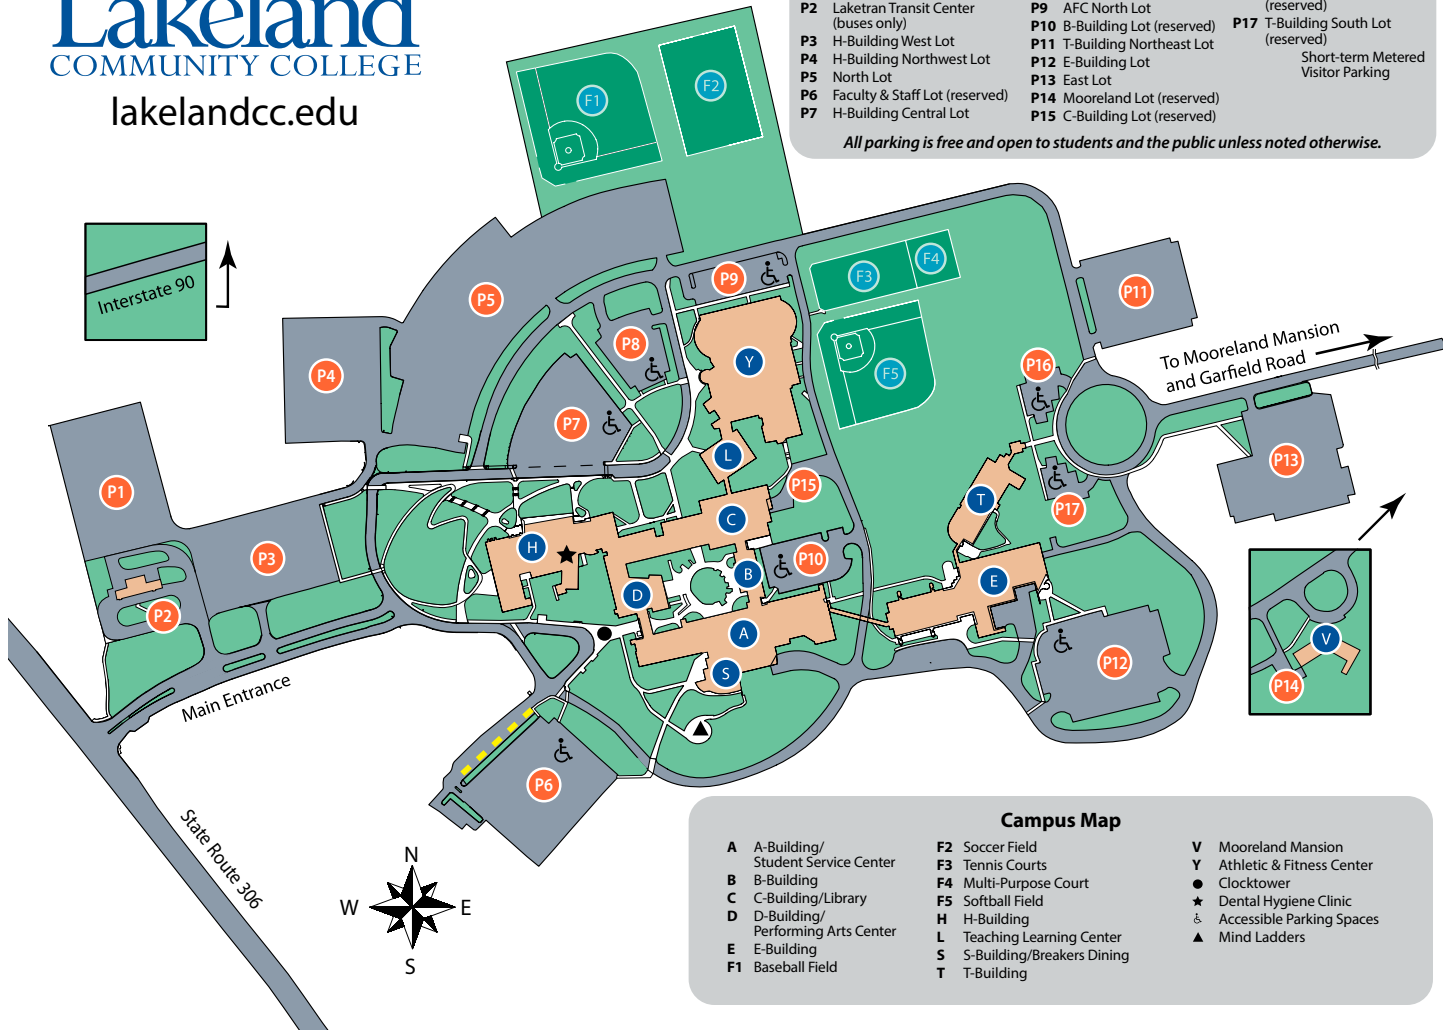 Lakeland
COMMUNITY COLLEGE
lakelandcc.edu
P2 Laketran Transit Center
(buses only)
P3 H-Building West Lot
P4 H-Building Northwest Lot
P5 North Lot
P6 Faculty & Staff Lot (reserved)
P7 H-Building Central Lot
P9 AFC North Lot
P10 B-Building Lot (reserved)
P11 T-Building Northeast Lot
P12 E-Building Lot
P13 East Lot
P14 Mooreland Lot (reserved)
P15 C-Building Lot (reserved)
(reserved)
P17 T-Building South Lot
(reserved)
Short-term Metered
Visitor Parking
All parking is free and open to students and the public unless noted otherwise.
F1
F2
Interstate 90
P5
P9
F3
F4
P11
P4
P8
Y
F5
P16
To Mooreland Mansion
and Garfield Road
P7
L
P1
P15
T
P17
P13
C
H
P3
P10
B
E
D
P2
A
S
P12
V
P14
Main Entrance
P6
State Route 306
N
W
E
S
Campus Map
A A-Building/
Student Service Center
B B-Building
C C-Building/Library
D D-Building/
Performing Arts Center
E E-Building
F1 Baseball Field
F2 Soccer Field
F3 Tennis Courts
F4 Multi-Purpose Court
F5 Softball Field
H H-Building
L Teaching Learning Center
S S-Building/Breakers Dining
T T-Building
V Mooreland Mansion
Y Athletic & Fitness Center
Clocktower
Dental Hygiene Clinic
Accessible Parking Spaces
Mind Ladders